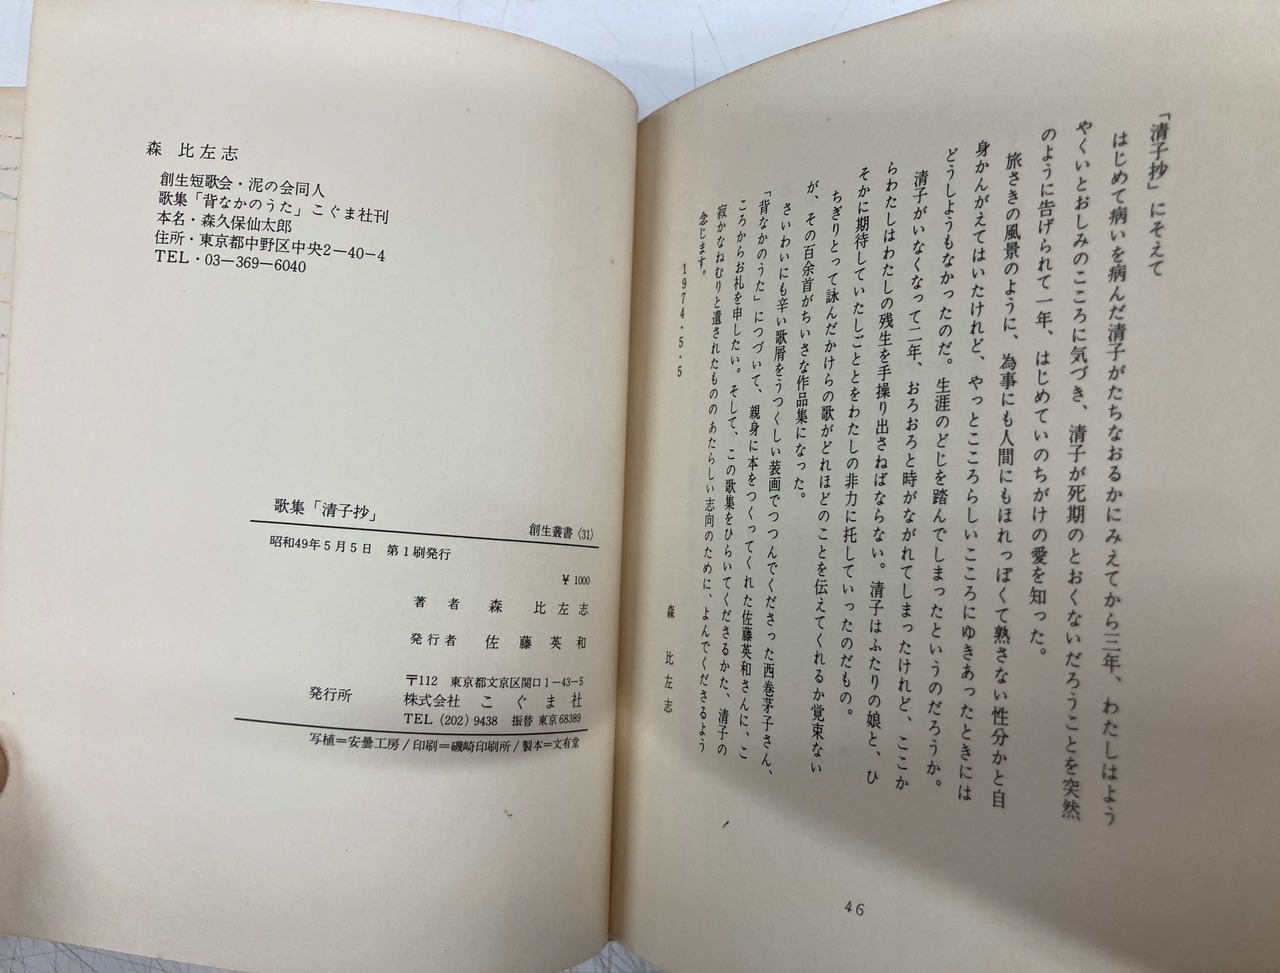 「清子抄」にそえて
はじめて病いを病んだ清子がたちなおるかにみえてから三年、わたしはよう
やくいとおしみのこころに気づき、清子が死期のとおくないだろうことを突然
のように告げられて一年、はじめていのちがけの愛を知った。
旅さきの風景のように、為事にも人間にもほれっぽくて熟さない性分かと自
身かんがえてはいたけれど、やっとこころらしいこころにゆきあったときには
どうしようもなかったのだ。生涯のどじを踏んでしまったというのだろうか。
清子がいなくなって二年、おろおろと時がながれてしまったけれど、ここか
らわたしはわたしの残生を手操り出さねばならない。清子はふたりの娘と、ひ
そかに期待していたしごととをわたしの非力に托していったのだもの。
ちぎりとって詠んだかけらの歌がどれほどのことを伝えてくれるか覚束ない
が、その百余首がちいさな作品集になった。
さいわいにも辛い歌屑をうつくしい装画でつつんでくださった西巻茅子さん、
「背なかのうた」につづいて、親身に本をつくってくれた佐藤英和さんに、こ
ころからお礼を申したい。そして、この歌集をひらいてくださるかた、清子の
寂かなねむりと遺されたもののあたらしい志向のために、よんでくださるよう
念じます。
1974・5・5
森 比左志
46
森 比左志
創生短歌会・泥の会同人
歌集「背なかのうた」こぐま社刊
本名・森久保仙太郎
住所・東京都中野区中央2—40-4
TEL・03—369—6040
歌集「清子抄」
創生叢書〈31〉
昭和49年5月5日 第1刷発行
¥1000
著者 森 比左志
発行者 佐藤英和
〒112 東京都文京区関口1-43-5
発行所 株式会社 こぐま社
TEL (202) 9438 振替 東京68389
写植=安曇工房/印刷=磯崎印刷所/製本=文有堂